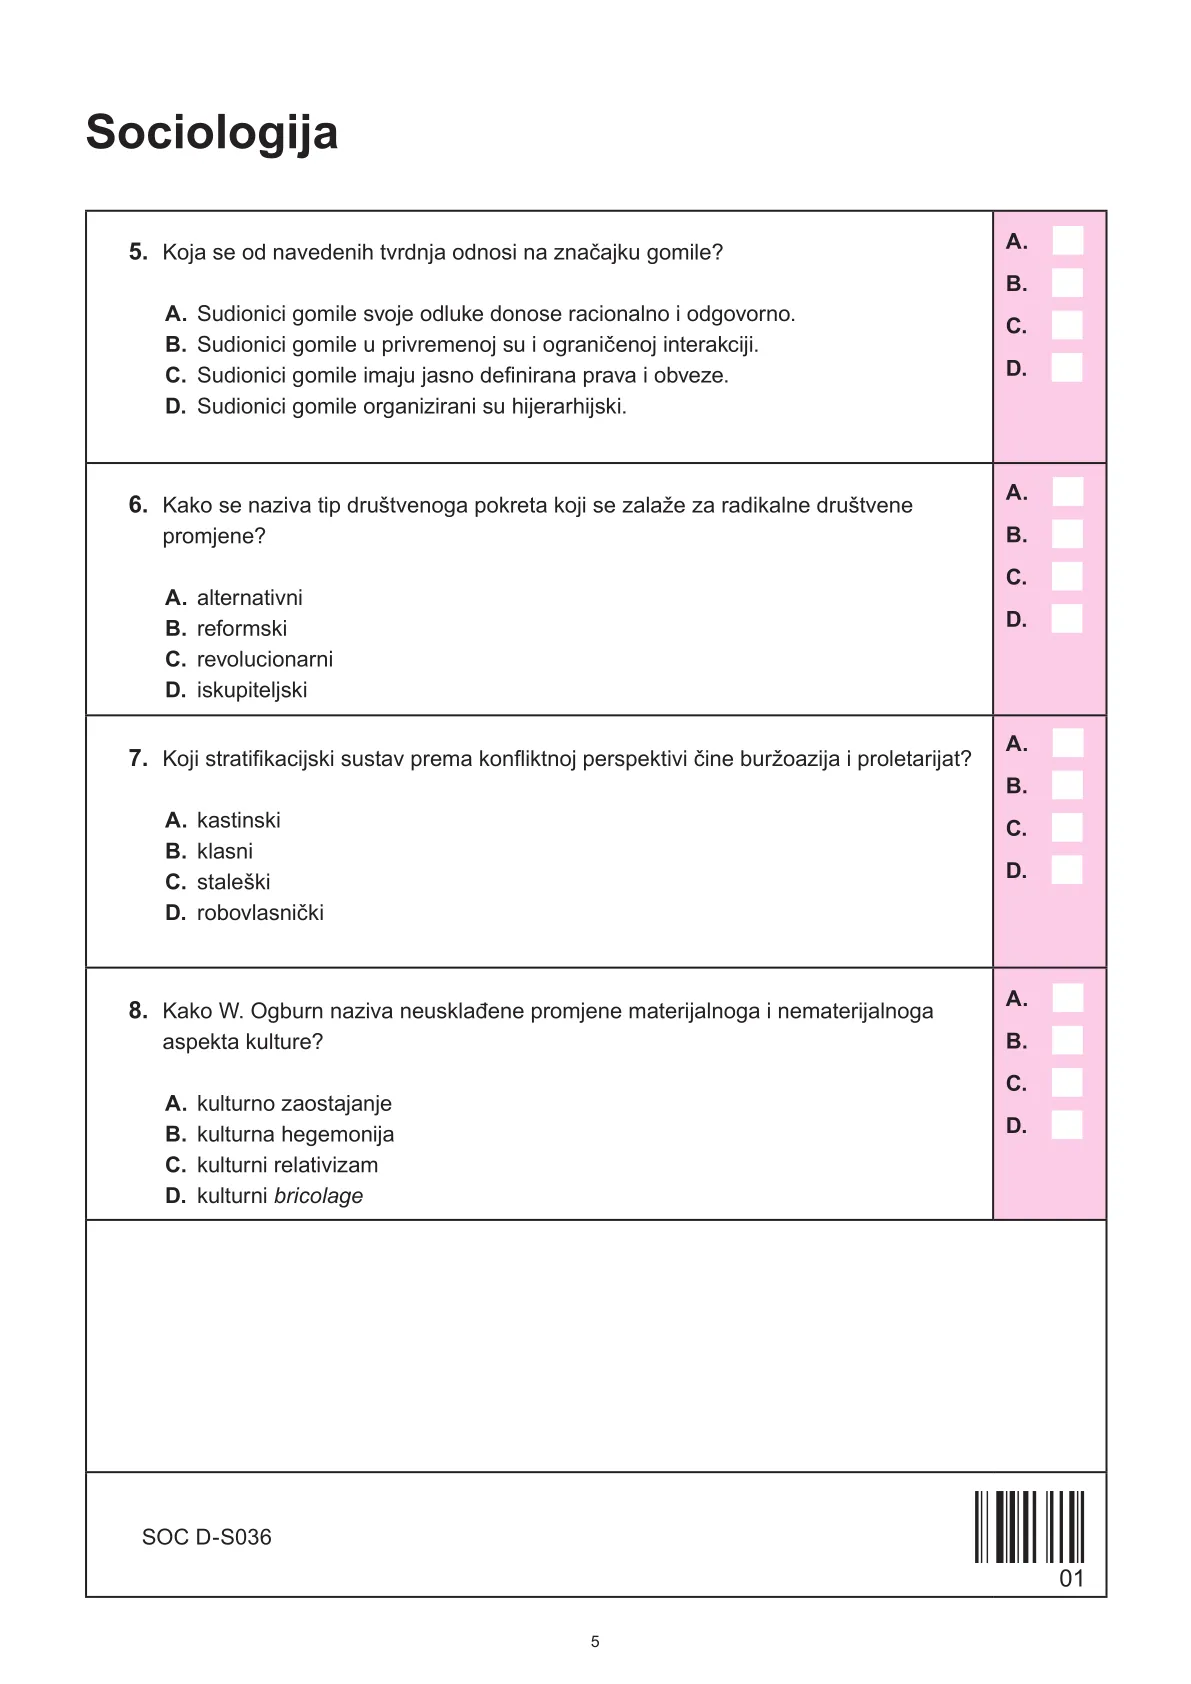 Sociologija
5. Koja se od navedenih tvrdnja odnosi na značajku gomile?
A. Sudionici gomile svoje odluke donose racionalno i odgovorno.
B. Sudionici gomile u privremenoj su i ograničenoj interakciji.
C. Sudionici gomile imaju jasno definirana prava i obveze.
D. Sudionici gomile organizirani su hijerarhijski.
A.
B.
C.
D.
6. Kako se naziva tip društvenoga pokreta koji se zalaže za radikalne društvene
promjene?
A. alternativni
B. reformski
C. revolucionarni
D. iskupiteljski
A.
B.
C.
D.
7. Koji stratifikacijski sustav prema konfliktnoj perspektivi čine buržoazija i proletarijat?
A. kastinski
B. klasni
C. staleški
D. robovlasnički
A.
B.
C.
D.
8. Kako W. Ogburn naziva neusklađene promjene materijalnoga i nematerijalnoga
aspekta kulture?
A. kulturno zaostajanje
B. kulturna hegemonija
C. kulturni relativizam
D. kulturni bricolage
A.
B.
C.
D.
SOC D-S036
01
5